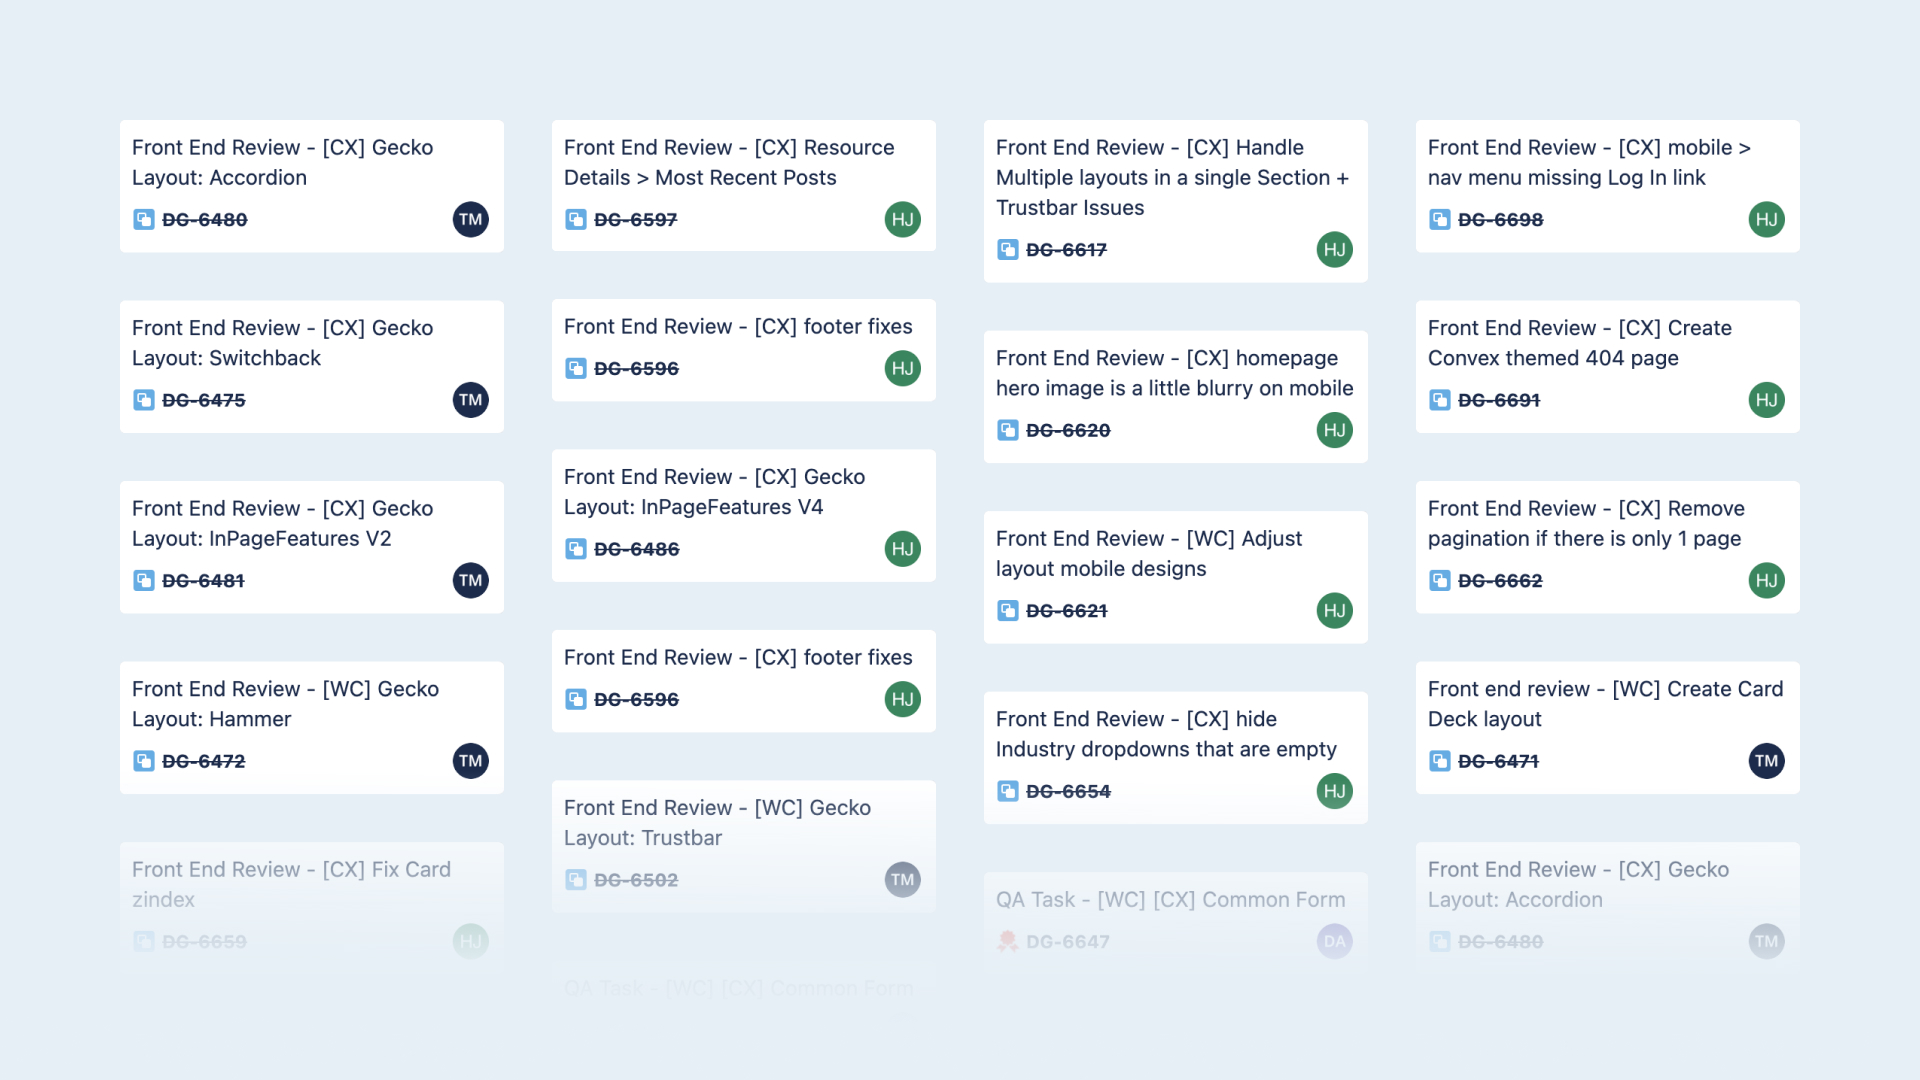 Front End Review - [CX] Gecko
Layout: Accordion
DG-6480
TM
Front End Review - [CX] Gecko
Layout: Switchback
DG-6475
TM
Front End Review - [CX] Gecko
Layout: InPageFeatures V2
DG-6481
TM
Front End Review - [WC] Gecko
Layout: Hammer
DG-6472
TM
Front End Review - [CX] Fix Card
zindex
DG-6659
HJ
Front End Review - [CX] Resource
Details > Most Recent Posts
DG-6597
HJ
Front End Review - [CX] footer fixes
DG-6596
HJ
Front End Review - [CX] Gecko
Layout: InPageFeatures V4
DG-6486
HJ
Front End Review - [CX] footer fixes
DG-6596
HJ
Front End Review - [WC] Gecko
Layout: Trustbar
DG-6502
TM
QA Task - [WC] [CX] Common Form
Front End Review - [CX] Handle
Multiple layouts in a single Section +
Trustbar Issues
DG-6617
HJ
Front End Review - [CX] homepage
hero image is a little blurry on mobile
DG-6620
HJ
Front End Review - [WC] Adjust
layout mobile designs
DG-6621
HJ
Front End Review - [CX] hide
Industry dropdowns that are empty
DG-6654
HJ
QA Task - [WC] [CX] Common Form
DG-6647
DA
Front End Review - [CX] mobile >
nav menu missing Log In link
DG-6698
HJ
Front End Review - [CX] Create
Convex themed 404 page
DG-6691
HJ
Front End Review - [CX] Remove
pagination if there is only 1 page
DG-6662
HJ
Front end review - [WC] Create Card
Deck layout
DG-6471
TM
Front End Review - [CX] Gecko
Layout: Accordion
DG-6480
TM